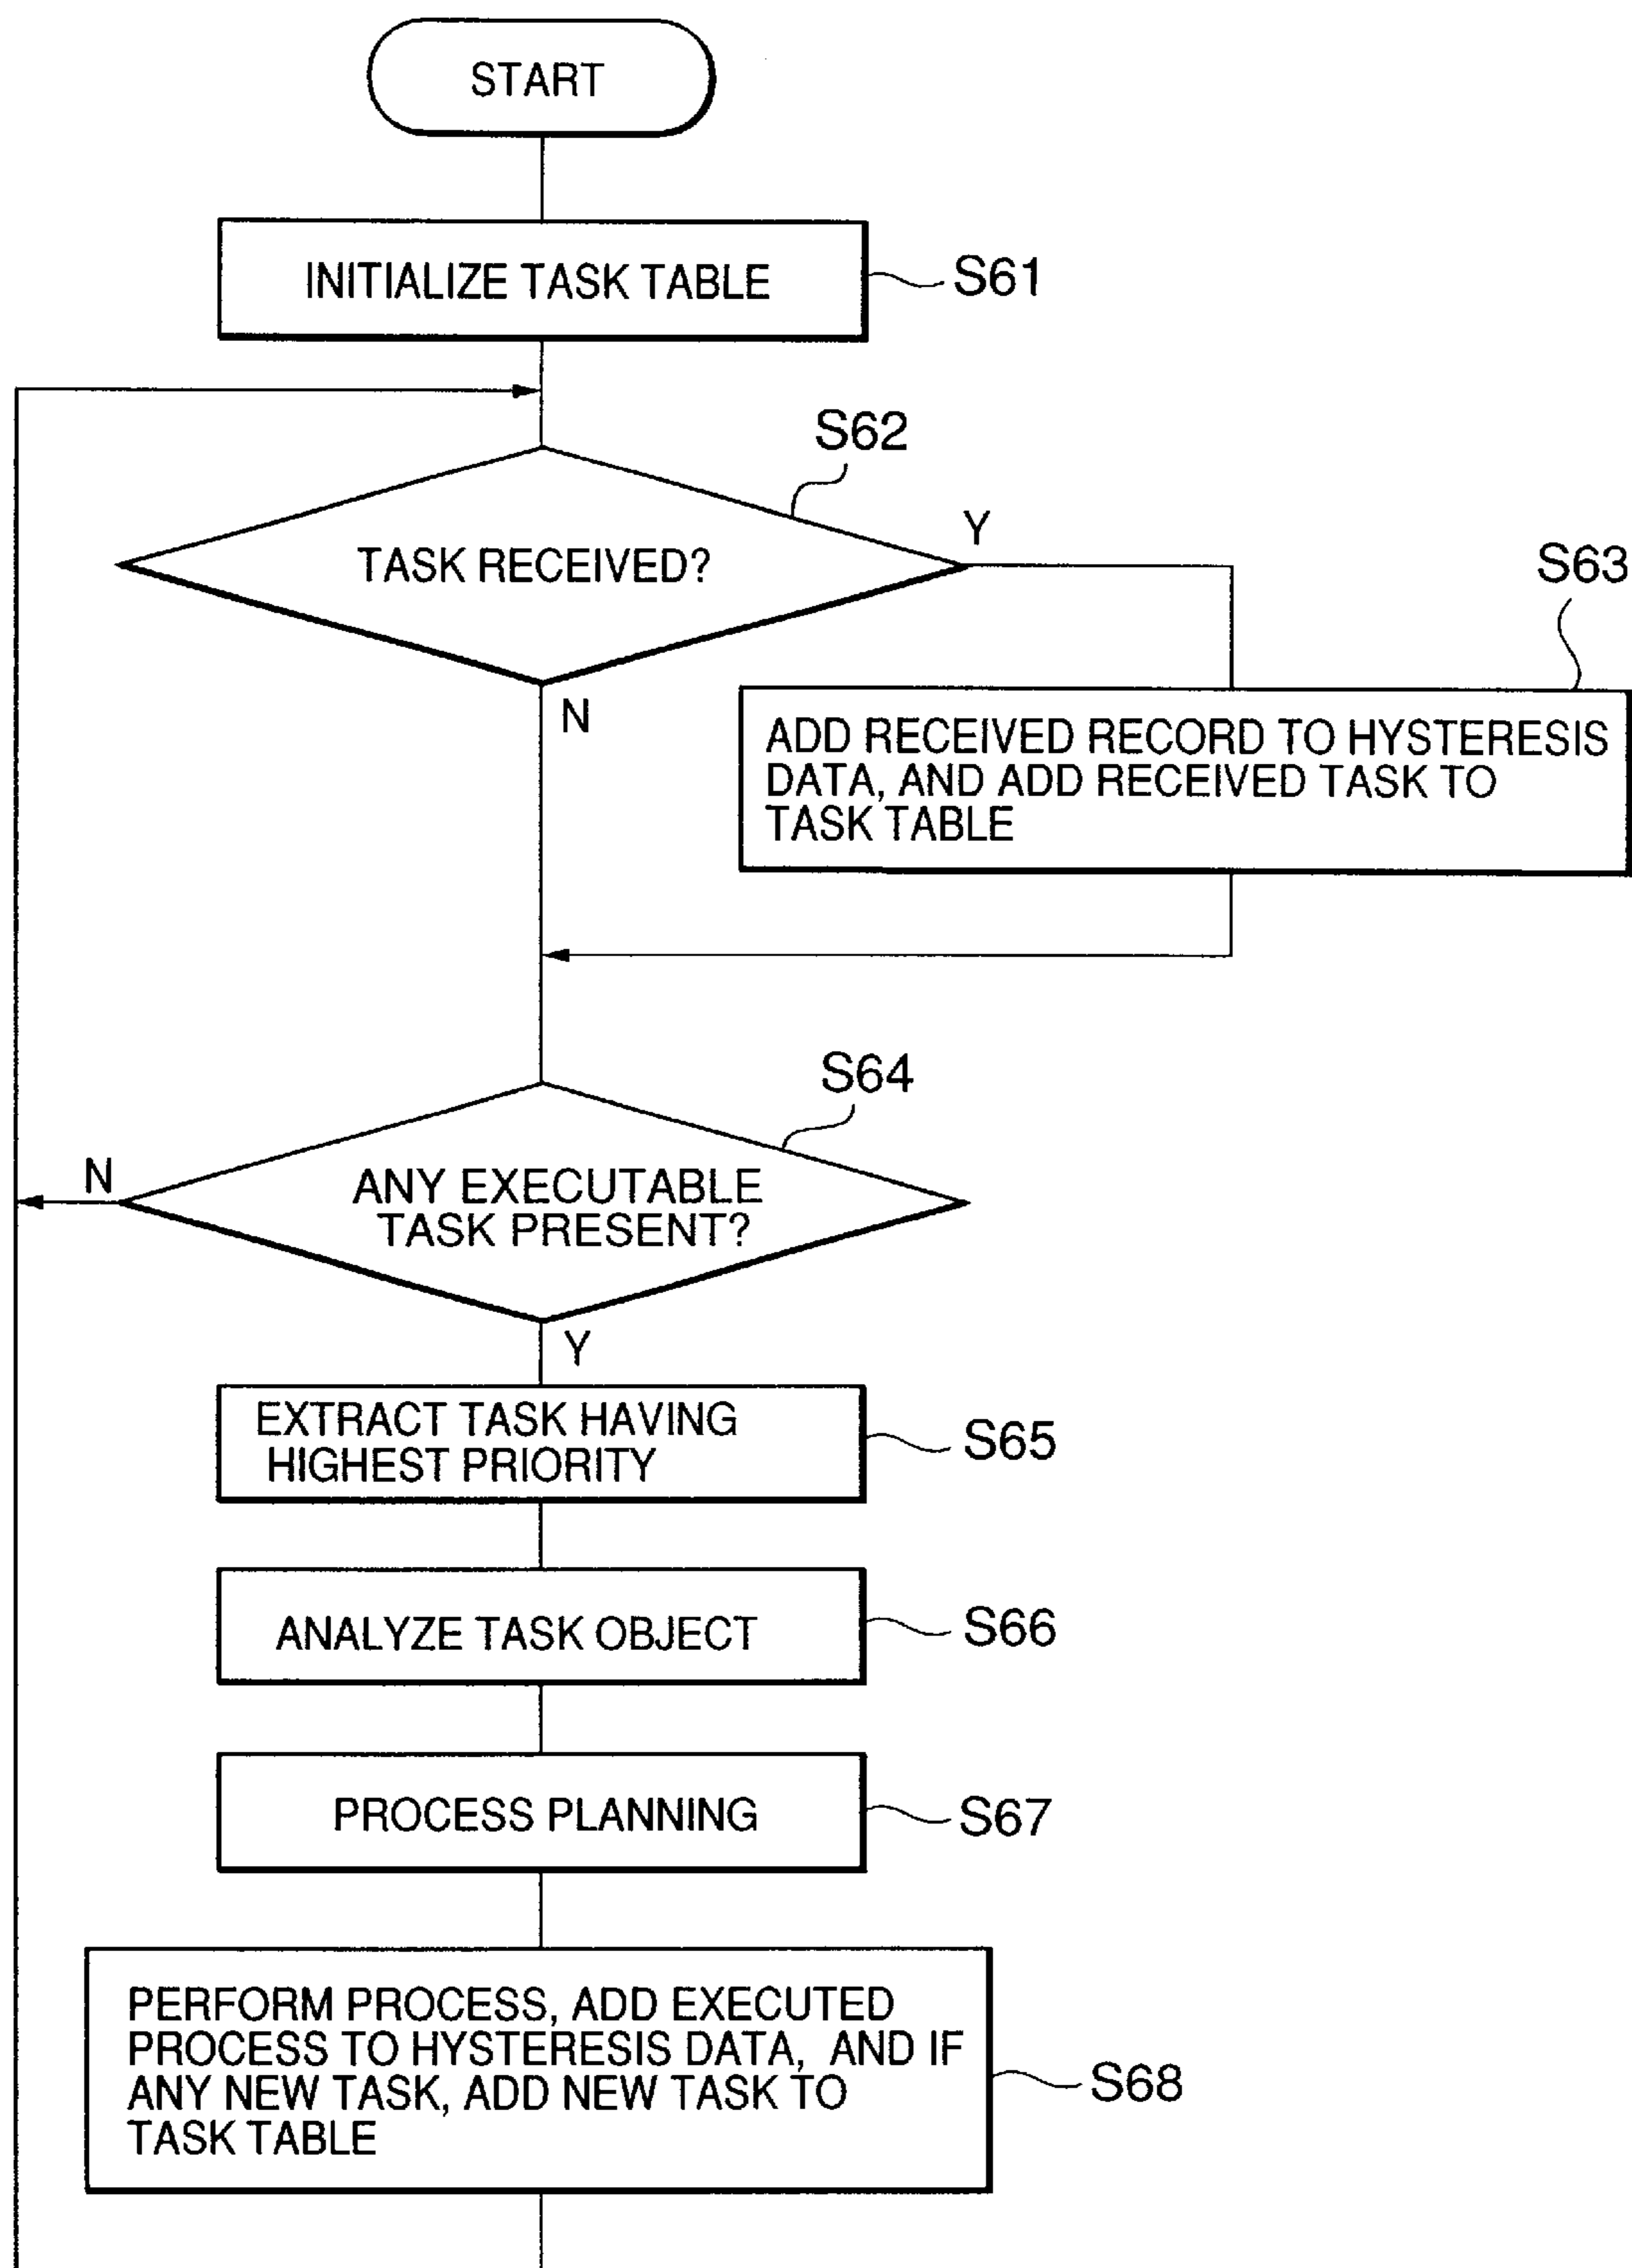 START
INITIALIZE TASK TABLE
S61
S62
TASK RECEIVED?
Y
N
S63
ADD RECEIVED RECORD TO HYSTERESIS
DATA, AND ADD RECEIVED TASK TO
TASK TABLE
S64
N
ANY EXECUTABLE
TASK PRESENT?
Y
EXTRACT TASK HAVING
HIGHEST PRIORITY
S65
ANALYZE TASK OBJECT
S66
PROCESS PLANNING
S67
PERFORM PROCESS, ADD EXECUTED
PROCESS TO HYSTERESIS DATA, AND IF
ANY NEW TASK, ADD NEW TASK TO
TASK TABLE
S68